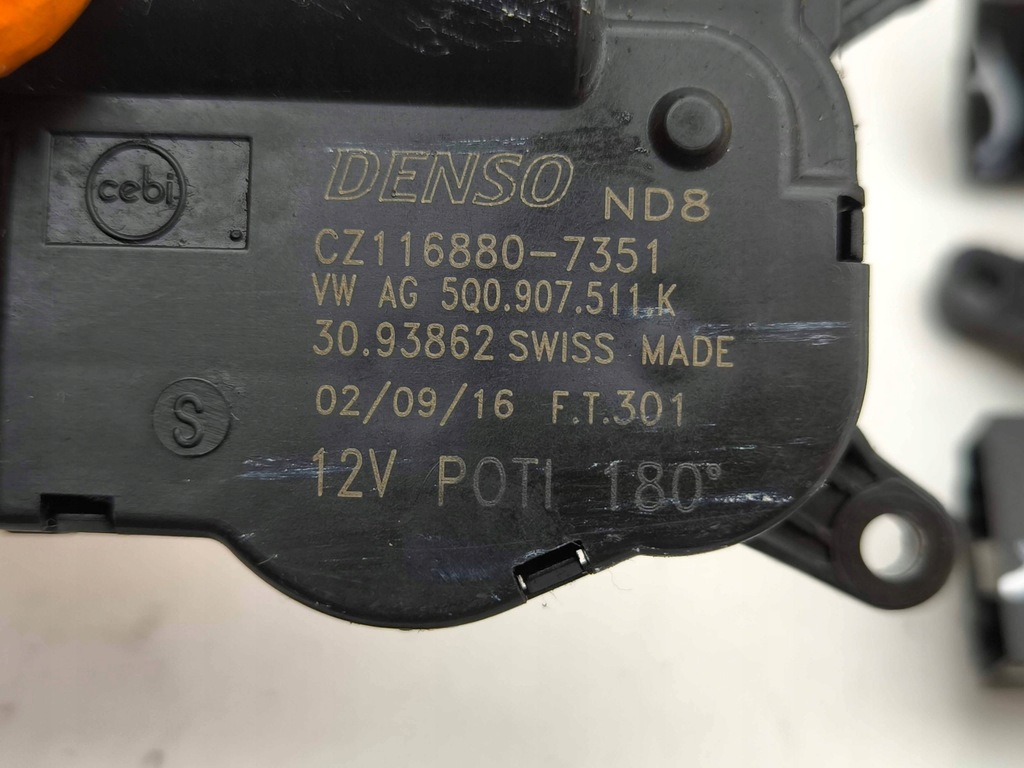 cebi
DENSO ND8
CZ116880-7351
VW AG 5Q0.907.511 K
30.93862 SWISS MADE
S
02/09/16 F.T.301
12V POTI 180°